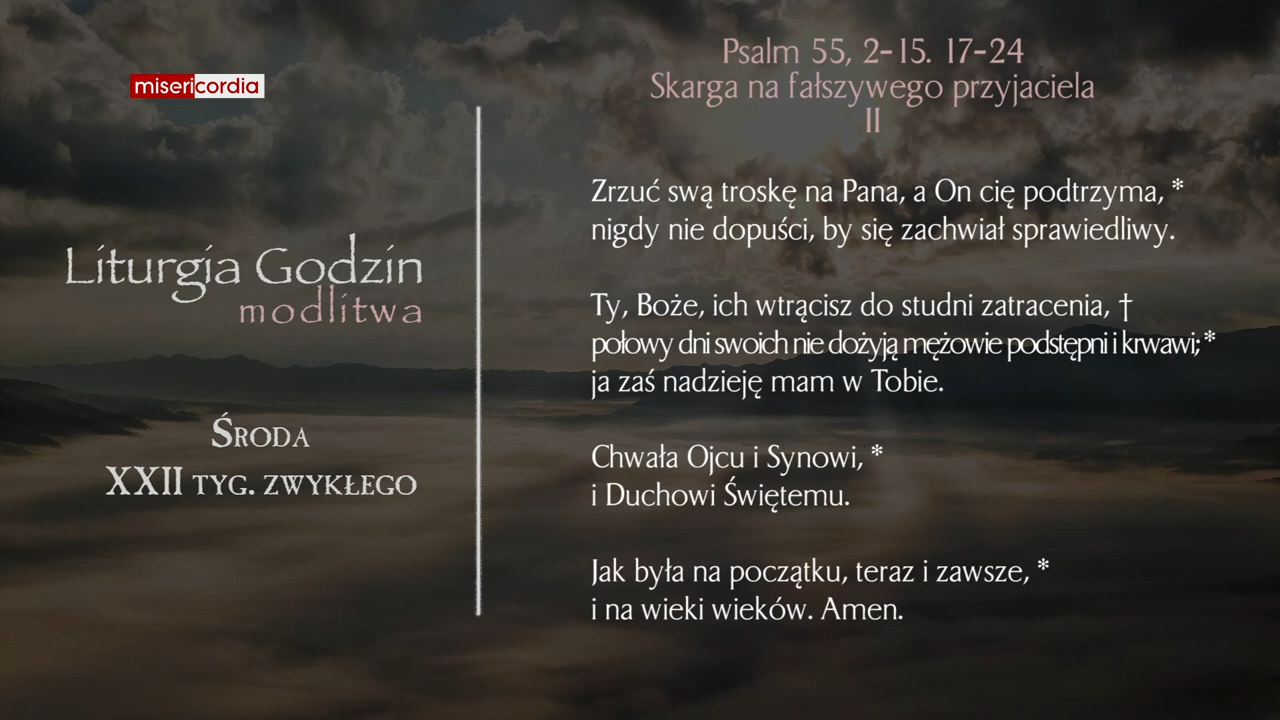 misericordia
Liturgia Godzin
modlitwa
Środa
XXII tyg. zwykłego
Psalm 55, 2-15. 17-24
Skarga na fałszywego przyjaciela
II
Zrzuć swą troskę na Pana, a On cię podtrzyma, *
nigdy nie dopuści, by się zachwiał sprawiedliwy.
Ty, Boże, ich wtrącisz do studni zatracenia, †
połowy dni swoich nie dożyją mężowie podstępni i krwawi; *
ja zaś nadzieję mam w Tobie.
Chwała Ojcu i Synowi, *
i Duchowi Świętemu.
Jak była na początku, teraz i zawsze, *
i na wieki wieków. Amen.